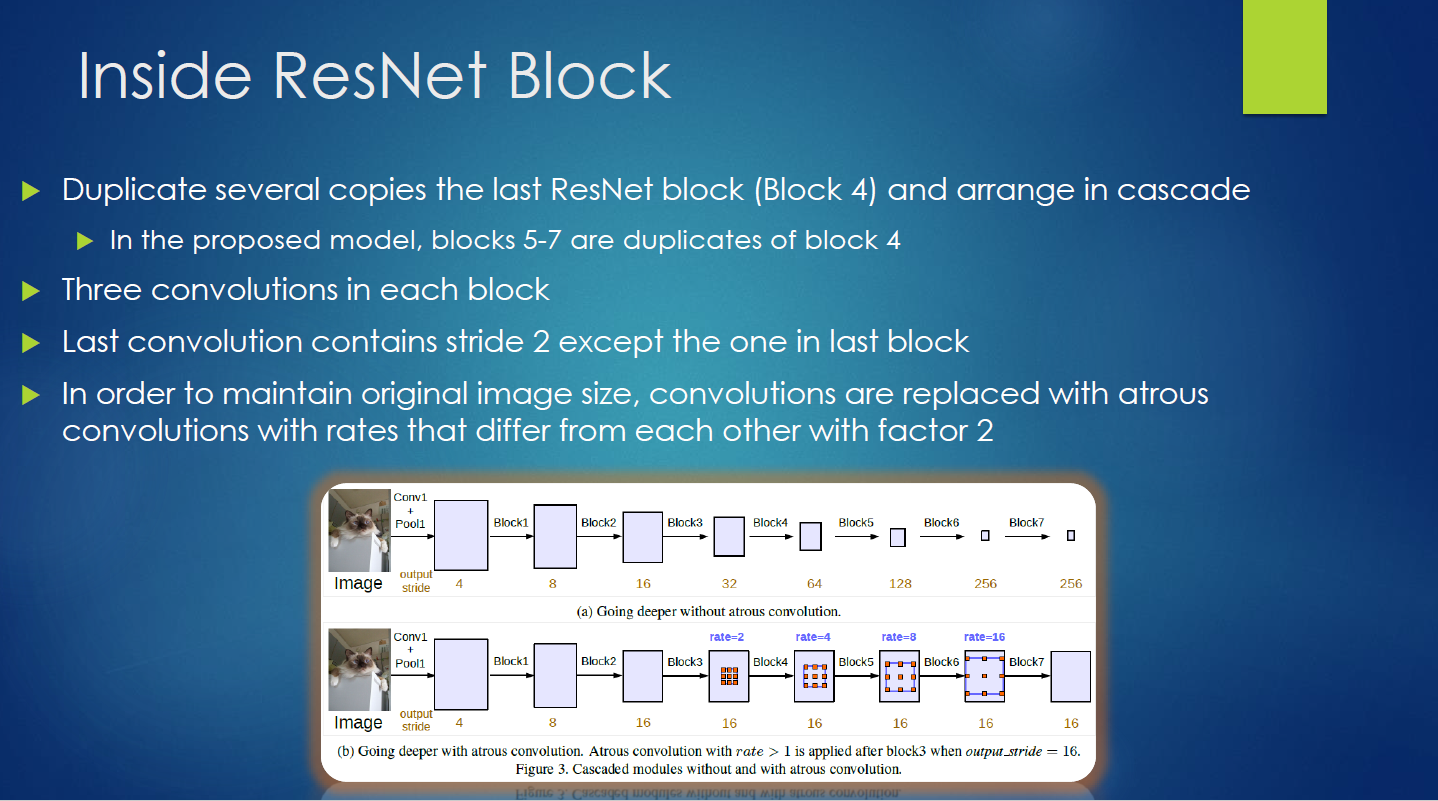 Inside ResNet Block
Duplicate several copies the last ResNet block (Block 4) and arrange in cascade
In the proposed model, blocks 5-7 are duplicates of block 4
Three convolutions in each block
Last convolution contains stride 2 except the one in last block
In order to maintain original image size, convolutions are replaced with atrous
convolutions with rates that differ from each other with factor 2
Conv1
+
Pool1
Block1 Block2 Block3 Block4 Block5 Block6 Block7
Image
output
stride
4 8 16 32 64 128 256 256
(a) Going deeper without atrous convolution.
rate=2 rate=4 rate=8 rate=16
Conv1
+
Pool1
Block1 Block2 Block3 Block4 Block5 Block6 Block7
Image
output
stride
4 8 16 16 16 16 16 16
(b) Going deeper with atrous convolution. Atrous convolution with rate > 1 is applied after block3 when output_stride = 16.
Figure 3. Cascaded modules without and with atrous convolution.